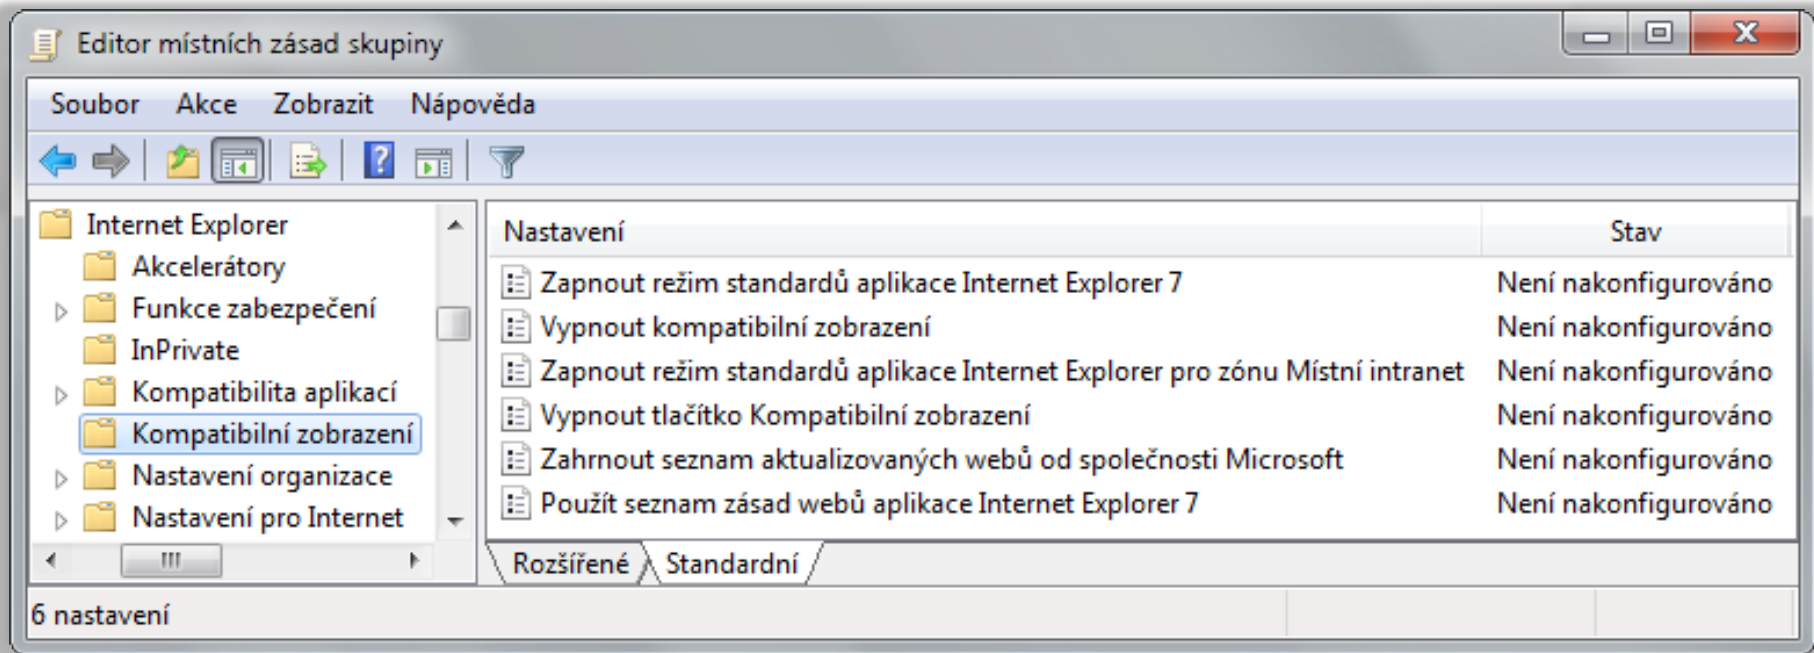 Editor místních zásad skupiny
Soubor Akce Zobrazit Nápověda
Internet Explorer
Akcelerátory
Funkce zabezpečení
InPrivate
Kompatibilita aplikací
Kompatibilní zobrazení
Nastavení organizace
Nastavení pro Internet
Nastavení Stav
Zapnout režim standardů aplikace Internet Explorer 7 Není nakonfigurováno
Vypnout kompatibilní zobrazení Není nakonfigurováno
Zapnout režim standardů aplikace Internet Explorer pro zónu Místní intranet Není nakonfigurováno
Vypnout tlačítko Kompatibilní zobrazení Není nakonfigurováno
Zahrnout seznam aktualizovaných webů od společnosti Microsoft Není nakonfigurováno
Použít seznam zásad webů aplikace Internet Explorer 7 Není nakonfigurováno
Rozšířené Standardní
6 nastavení